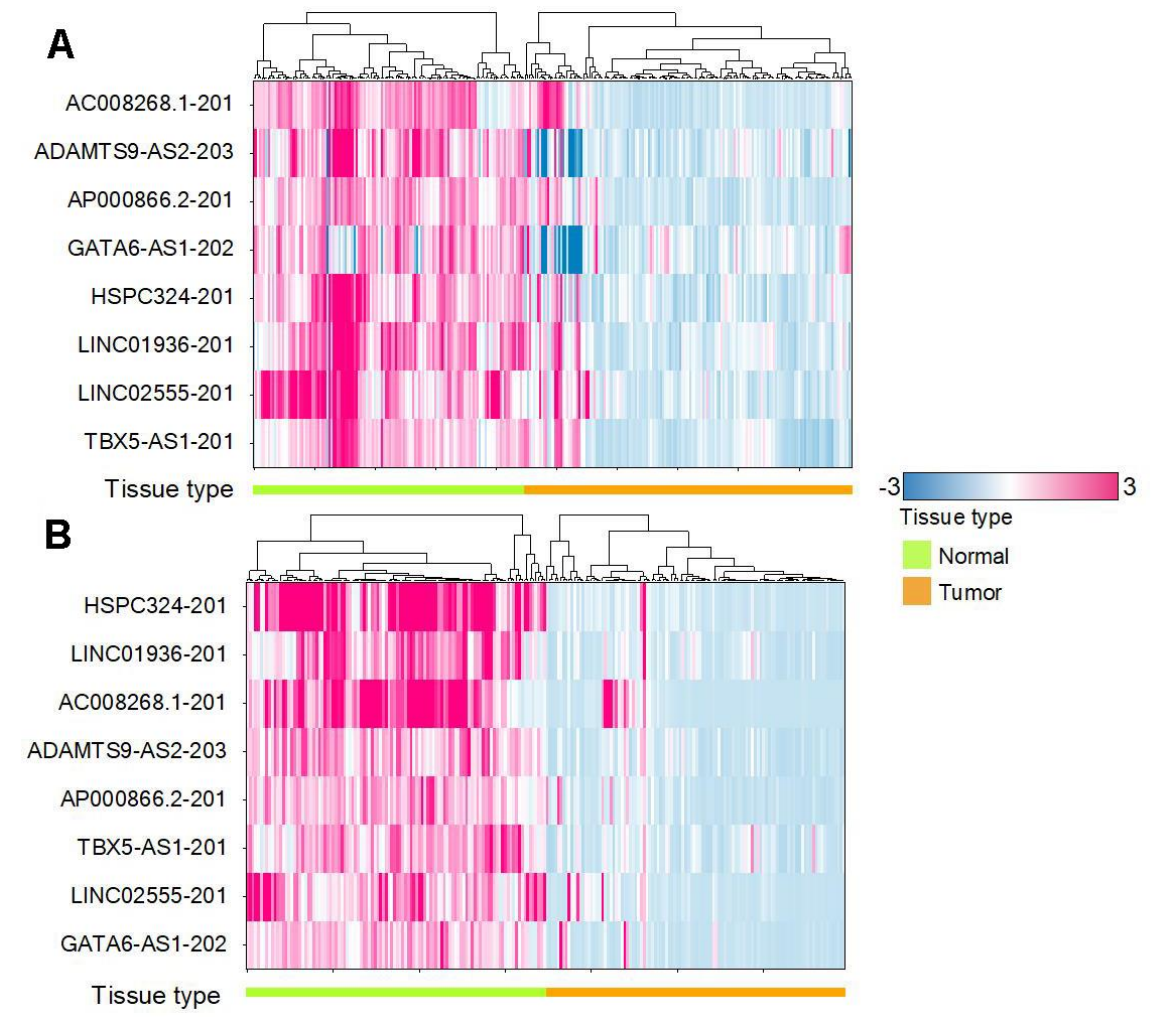 A
AC008268.1-201
ADAMTS9-AS2-203
AP000866.2-201
GATA6-AS1-202
HSPC324-201
LINC01936-201
LINC02555-201
TBX5-AS1-201
Tissue type
-3 3
Tissue type
Normal
Tumor
B
HSPC324-201
LINC01936-201
AC008268.1-201
ADAMTS9-AS2-203
AP000866.2-201
TBX5-AS1-201
LINC02555-201
GATA6-AS1-202
Tissue type